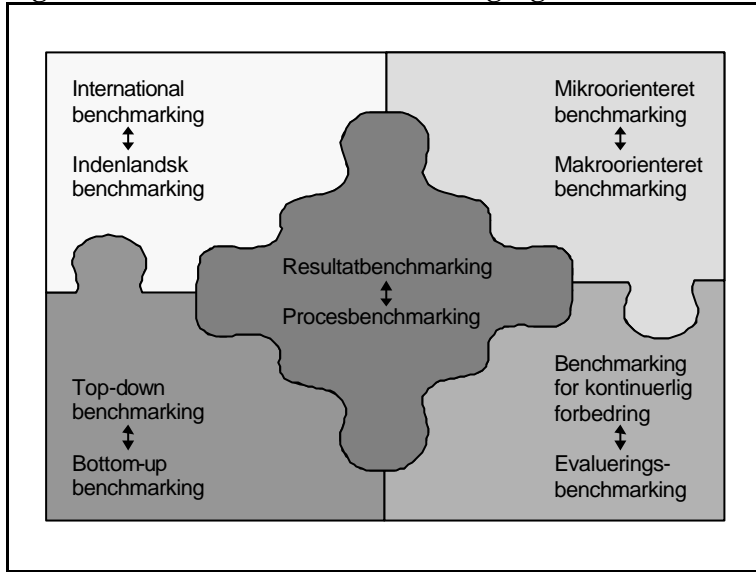 International
benchmarking
Indenlandsk
benchmarking
Mikroorienteret
benchmarking
Makroorienteret
benchmarking
Resultatbenchmarking
Procesbenchmarking
Top-down
benchmarking
Bottom-up
benchmarking
Benchmarking
for kontinuerlig
forbedring
Evaluerings-
benchmarking